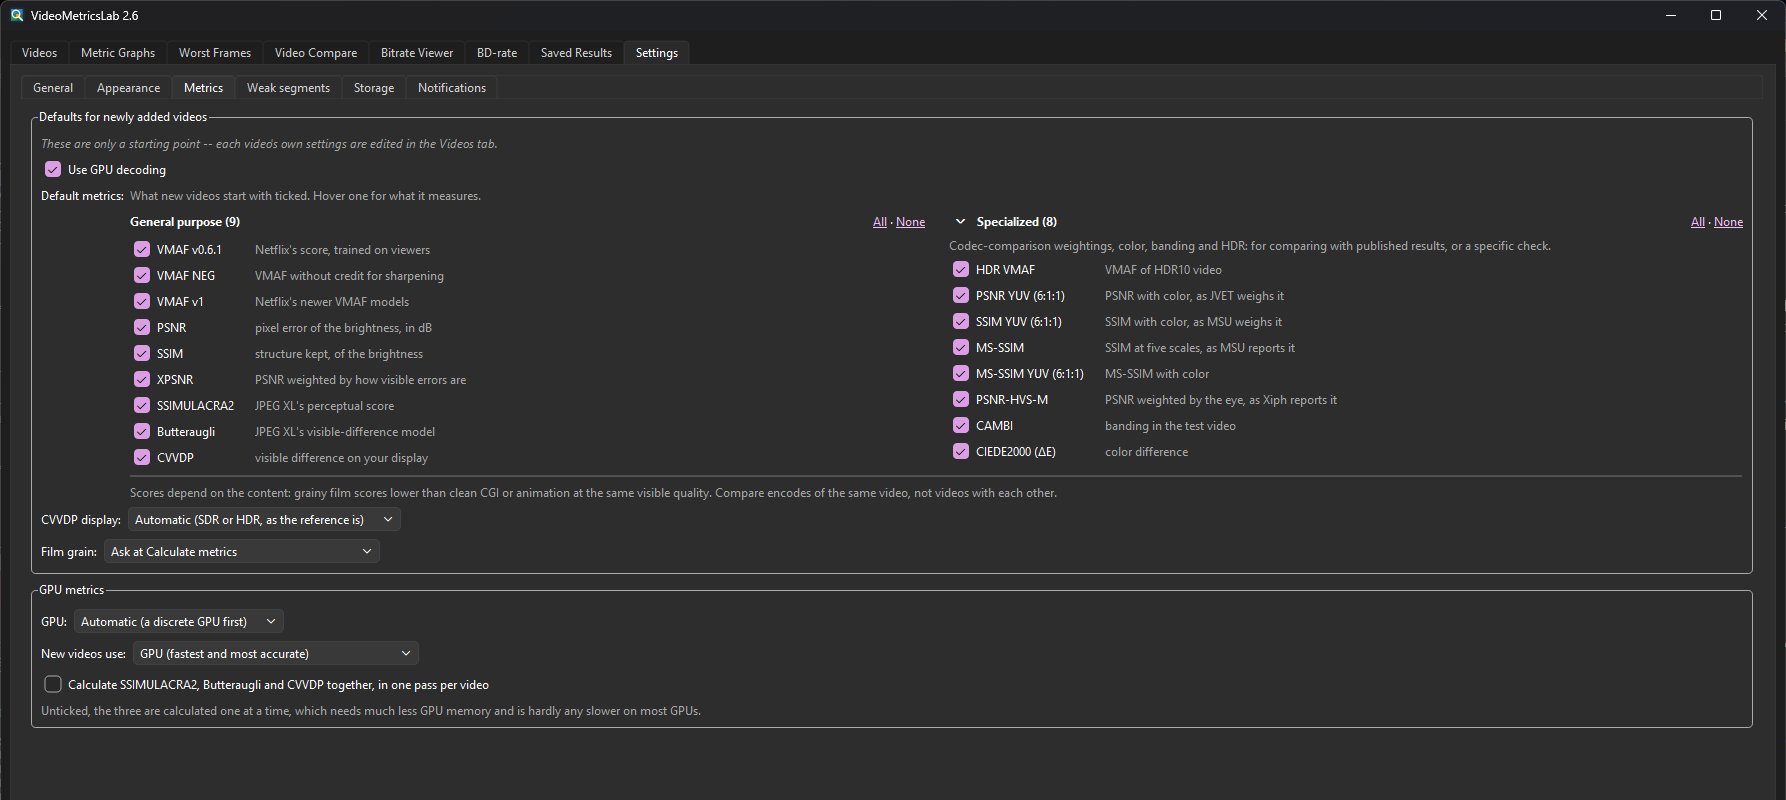 VideoMetricsLab 2.6
Videos Metric Graphs Worst Frames Video Compare Bitrate Viewer BD-rate Saved Results Settings
General Appearance Metrics Weak segments Storage Notifications
Defaults for newly added videos
These are only a starting point -- each video's own settings are edited in the Videos tab.
Use GPU decoding
Default metrics: What new videos start with ticked. Hover one for what it measures.
General purpose (9) All · None
VMAF v0.6.1 Netflix's score, trained on viewers
VMAF NEG VMAF without credit for sharpening
VMAF v1 Netflix's newer VMAF models
PSNR pixel error of the brightness, in dB
SSIM structure kept, of the brightness
XPSNR PSNR weighted by how visible errors are
SSIMULACRA2 JPEG XL's perceptual score
Butteraugli JPEG XL's visible-difference model
CVVDP visible difference on your display
Specialized (8) All · None
Codec-comparison weightings, color, banding and HDR: for comparing with published results, or a specific check.
HDR VMAF VMAF of HDR10 video
PSNR YUV (6:1:1) PSNR with color, as JVET weighs it
SSIM YUV (6:1:1) SSIM with color, as MSU weighs it
MS-SSIM SSIM at five scales, as MSU reports it
MS-SSIM YUV (6:1:1) MS-SSIM with color
PSNR-HVS-M PSNR weighted by the eye, as Xiph reports it
CAMBI banding in the test video
CIEDE2000 (ΔE) color difference
Scores depend on the content: grainy film scores lower than clean CGI or animation at the same visible quality. Compare encodes of the same video, not videos with each other.
CVVDP display: Automatic (SDR or HDR, as the reference is)
Film grain: Ask at Calculate metrics
GPU metrics
GPU: Automatic (a discrete GPU first)
New videos use: GPU (fastest and most accurate)
Calculate SSIMULACRA2, Butteraugli and CVVDP together, in one pass per video
Unticked, the three are calculated one at a time, which needs much less GPU memory and is hardly any slower on most GPUs.